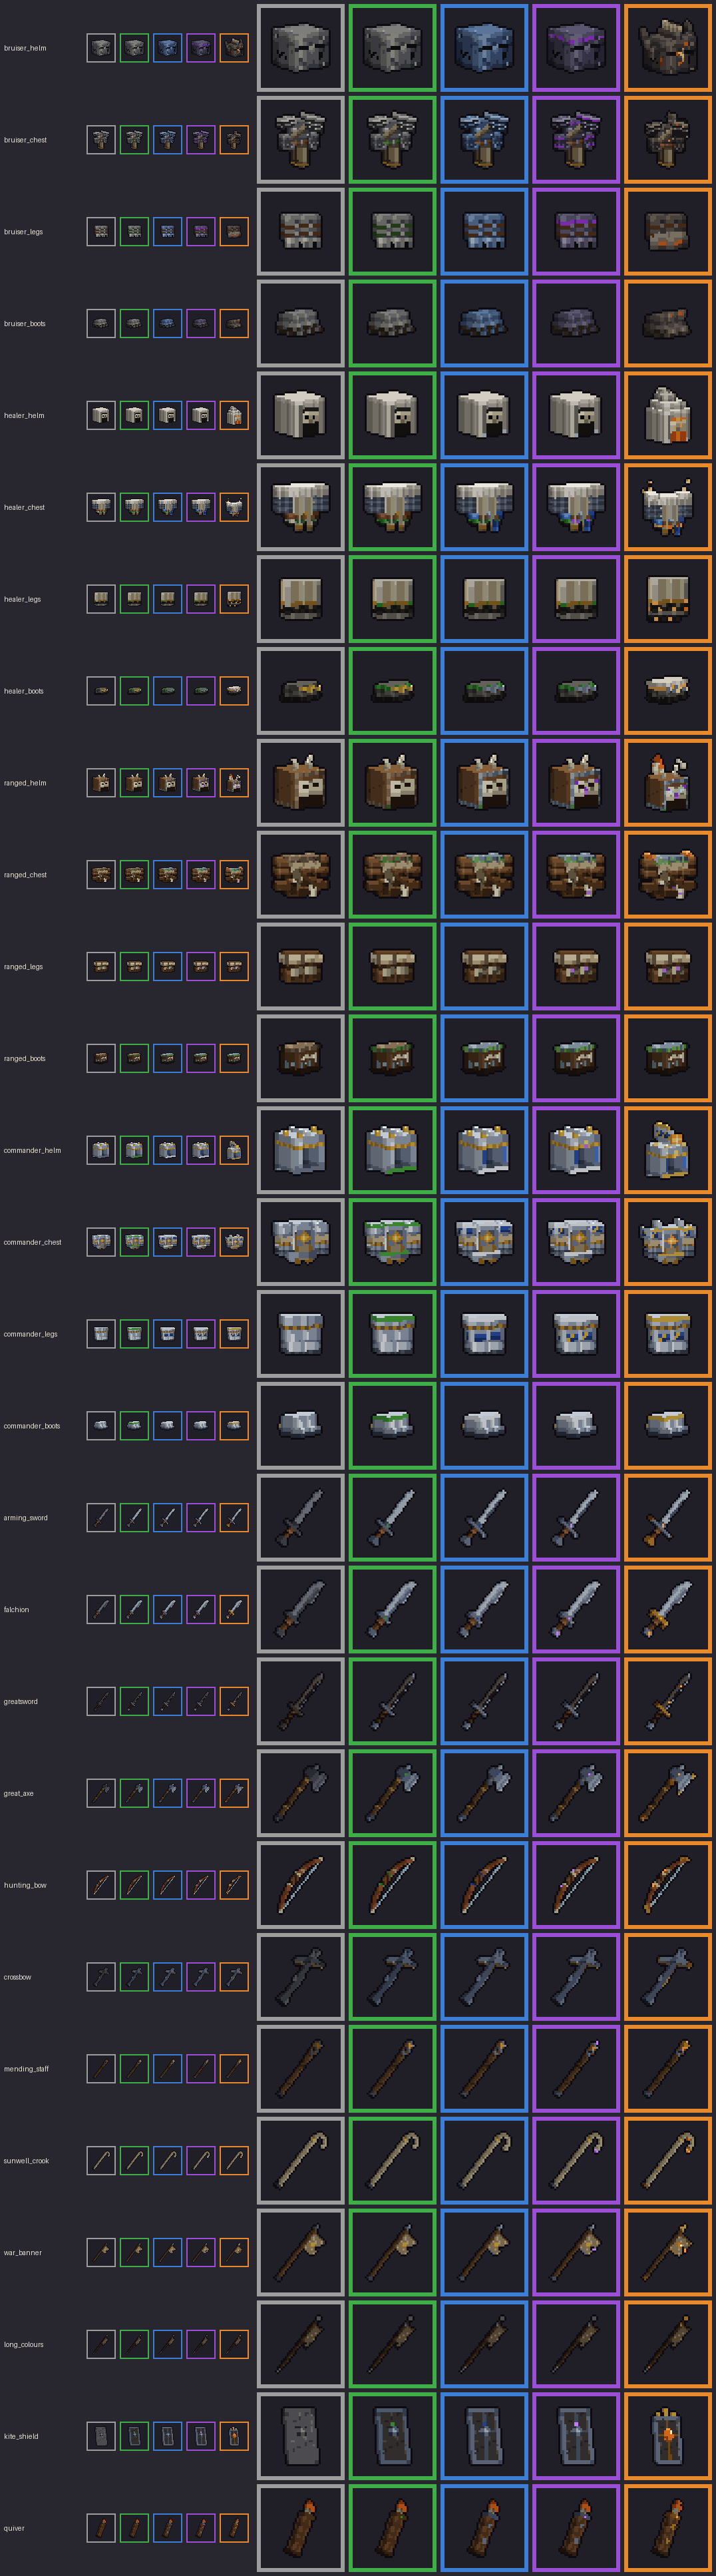 bruiser_helm
bruiser_chest
bruiser_legs
bruiser_boots
healer_helm
healer_chest
healer_legs
healer_boots
ranged_helm
ranged_chest
ranged_legs
ranged_boots
commander_helm
commander_chest
commander_legs
commander_boots
arming_sword
falchion
greatsword
great_axe
hunting_bow
crossbow
mending_staff
sunwell_crook
war_banner
long_colours
kite_shield
quiver